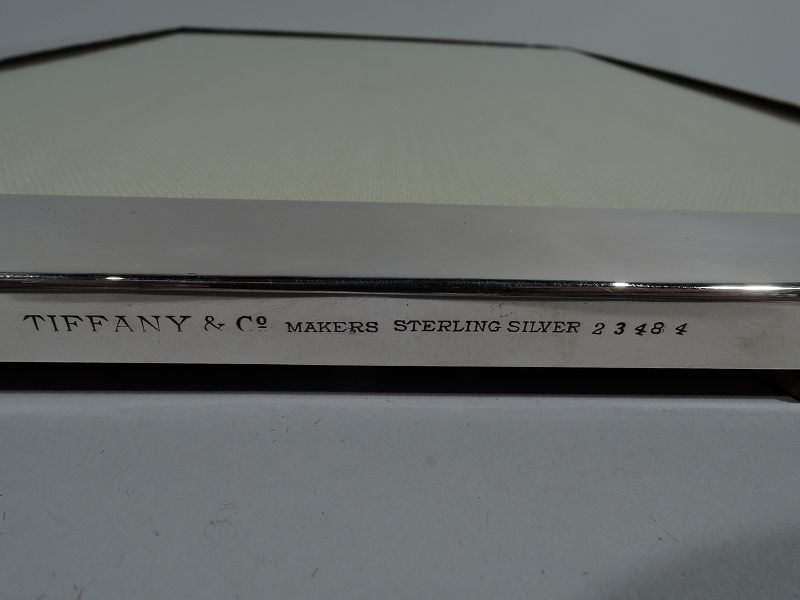 TIFFANY & Cº MAKERS STERLING SILVER 23484